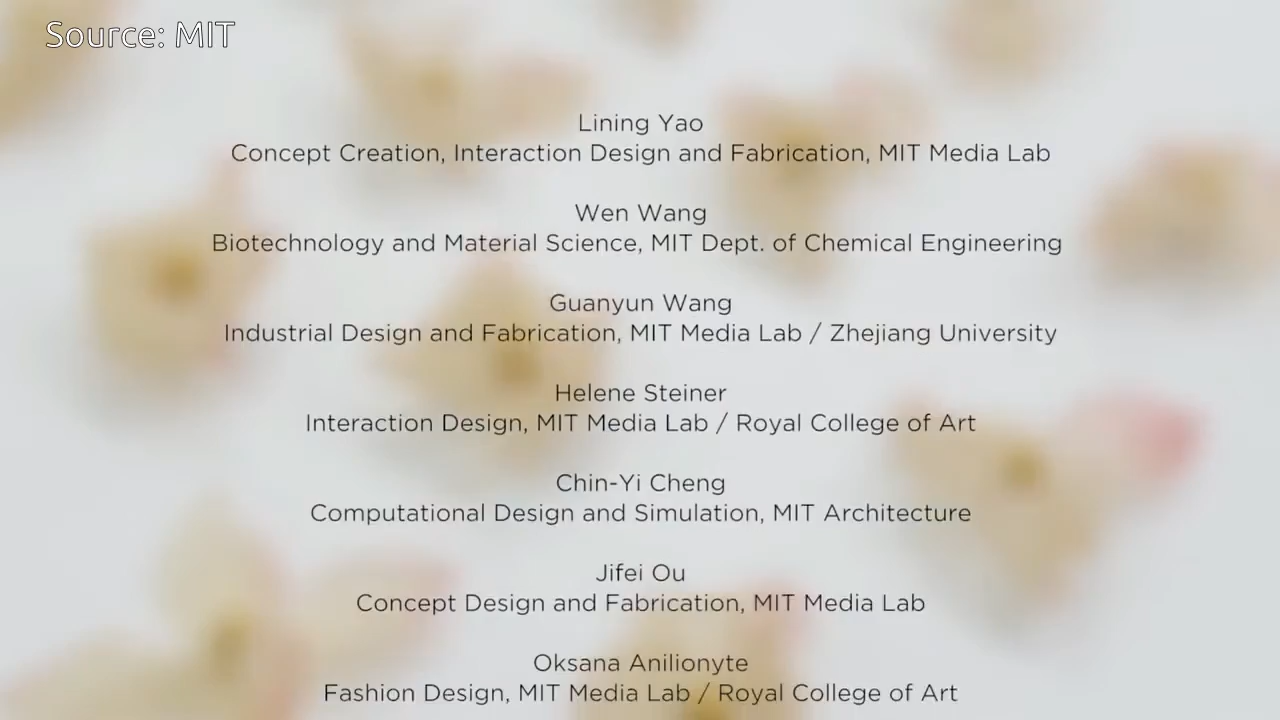 Source: MIT
Lining Yao
Concept Creation, Interaction Design and Fabrication, MIT Media Lab
Wen Wang
Biotechnology and Material Science, MIT Dept. of Chemical Engineering
Guanyun Wang
Industrial Design and Fabrication, MIT Media Lab / Zhejiang University
Helene Steiner
Interaction Design, MIT Media Lab / Royal College of Art
Chin-Yi Cheng
Computational Design and Simulation, MIT Architecture
Jifei Ou
Concept Design and Fabrication, MIT Media Lab
Oksana Anilionyte
Fashion Design, MIT Media Lab / Royal College of Art